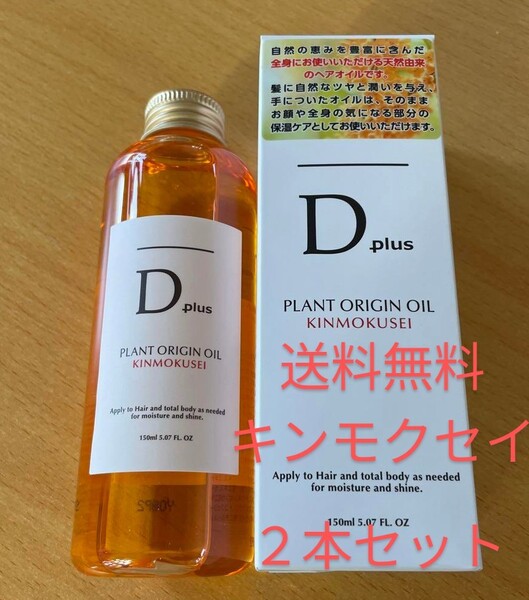 自然の恵みを豊富に含んだ
全身にお使いいただける天然由来
のヘアオイルです。
髪に自然なツヤと潤いを与え、
手についたオイルは、そのまま
お顔や全身の気になる部分の
保湿ケアとしてお使いいただけます。
D plus
PLANT ORIGIN OIL
KINMOKUSEI
送料無料
キンモクセイ
Apply to Hair and total body as needed
for moisture and shine.
150ml 5.07 FL. OZ
2本セット
D plus
PLANT ORIGIN OIL
KINMOKUSEI
Apply to Hair and total body as needed
for moisture and shine.
150ml 5.07 FL. OZ